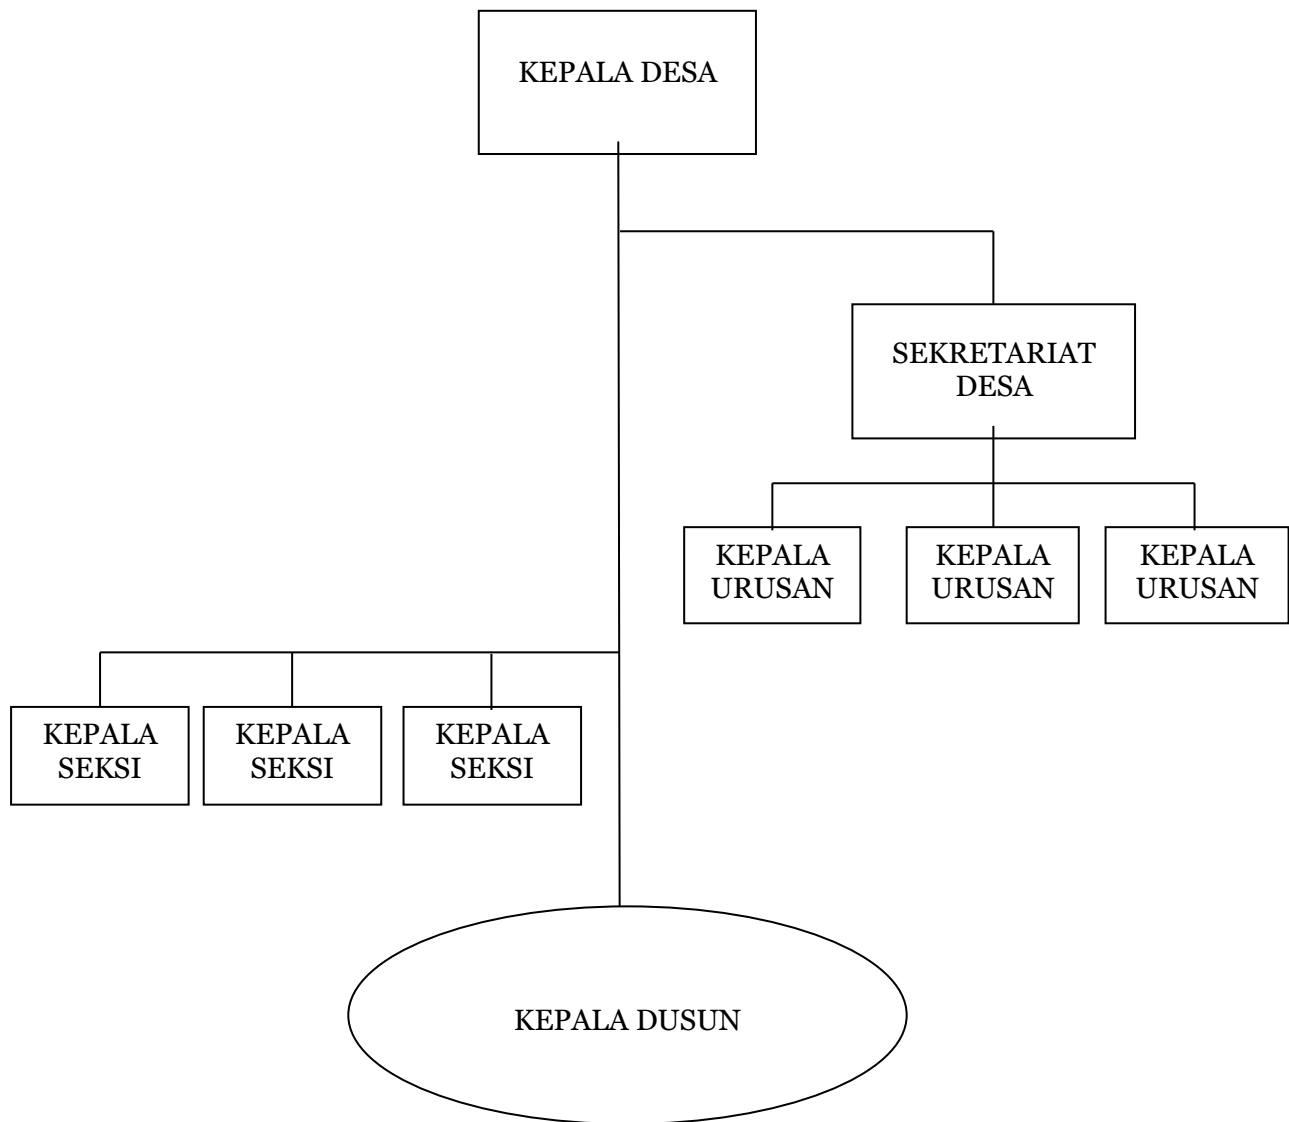 KEPALA DESA
SEKRETARIAT
DESA
KEPALA
URUSAN
KEPALA
URUSAN
KEPALA
URUSAN
KEPALA
SEKSI
KEPALA
SEKSI
KEPALA
SEKSI
KEPALA DUSUN